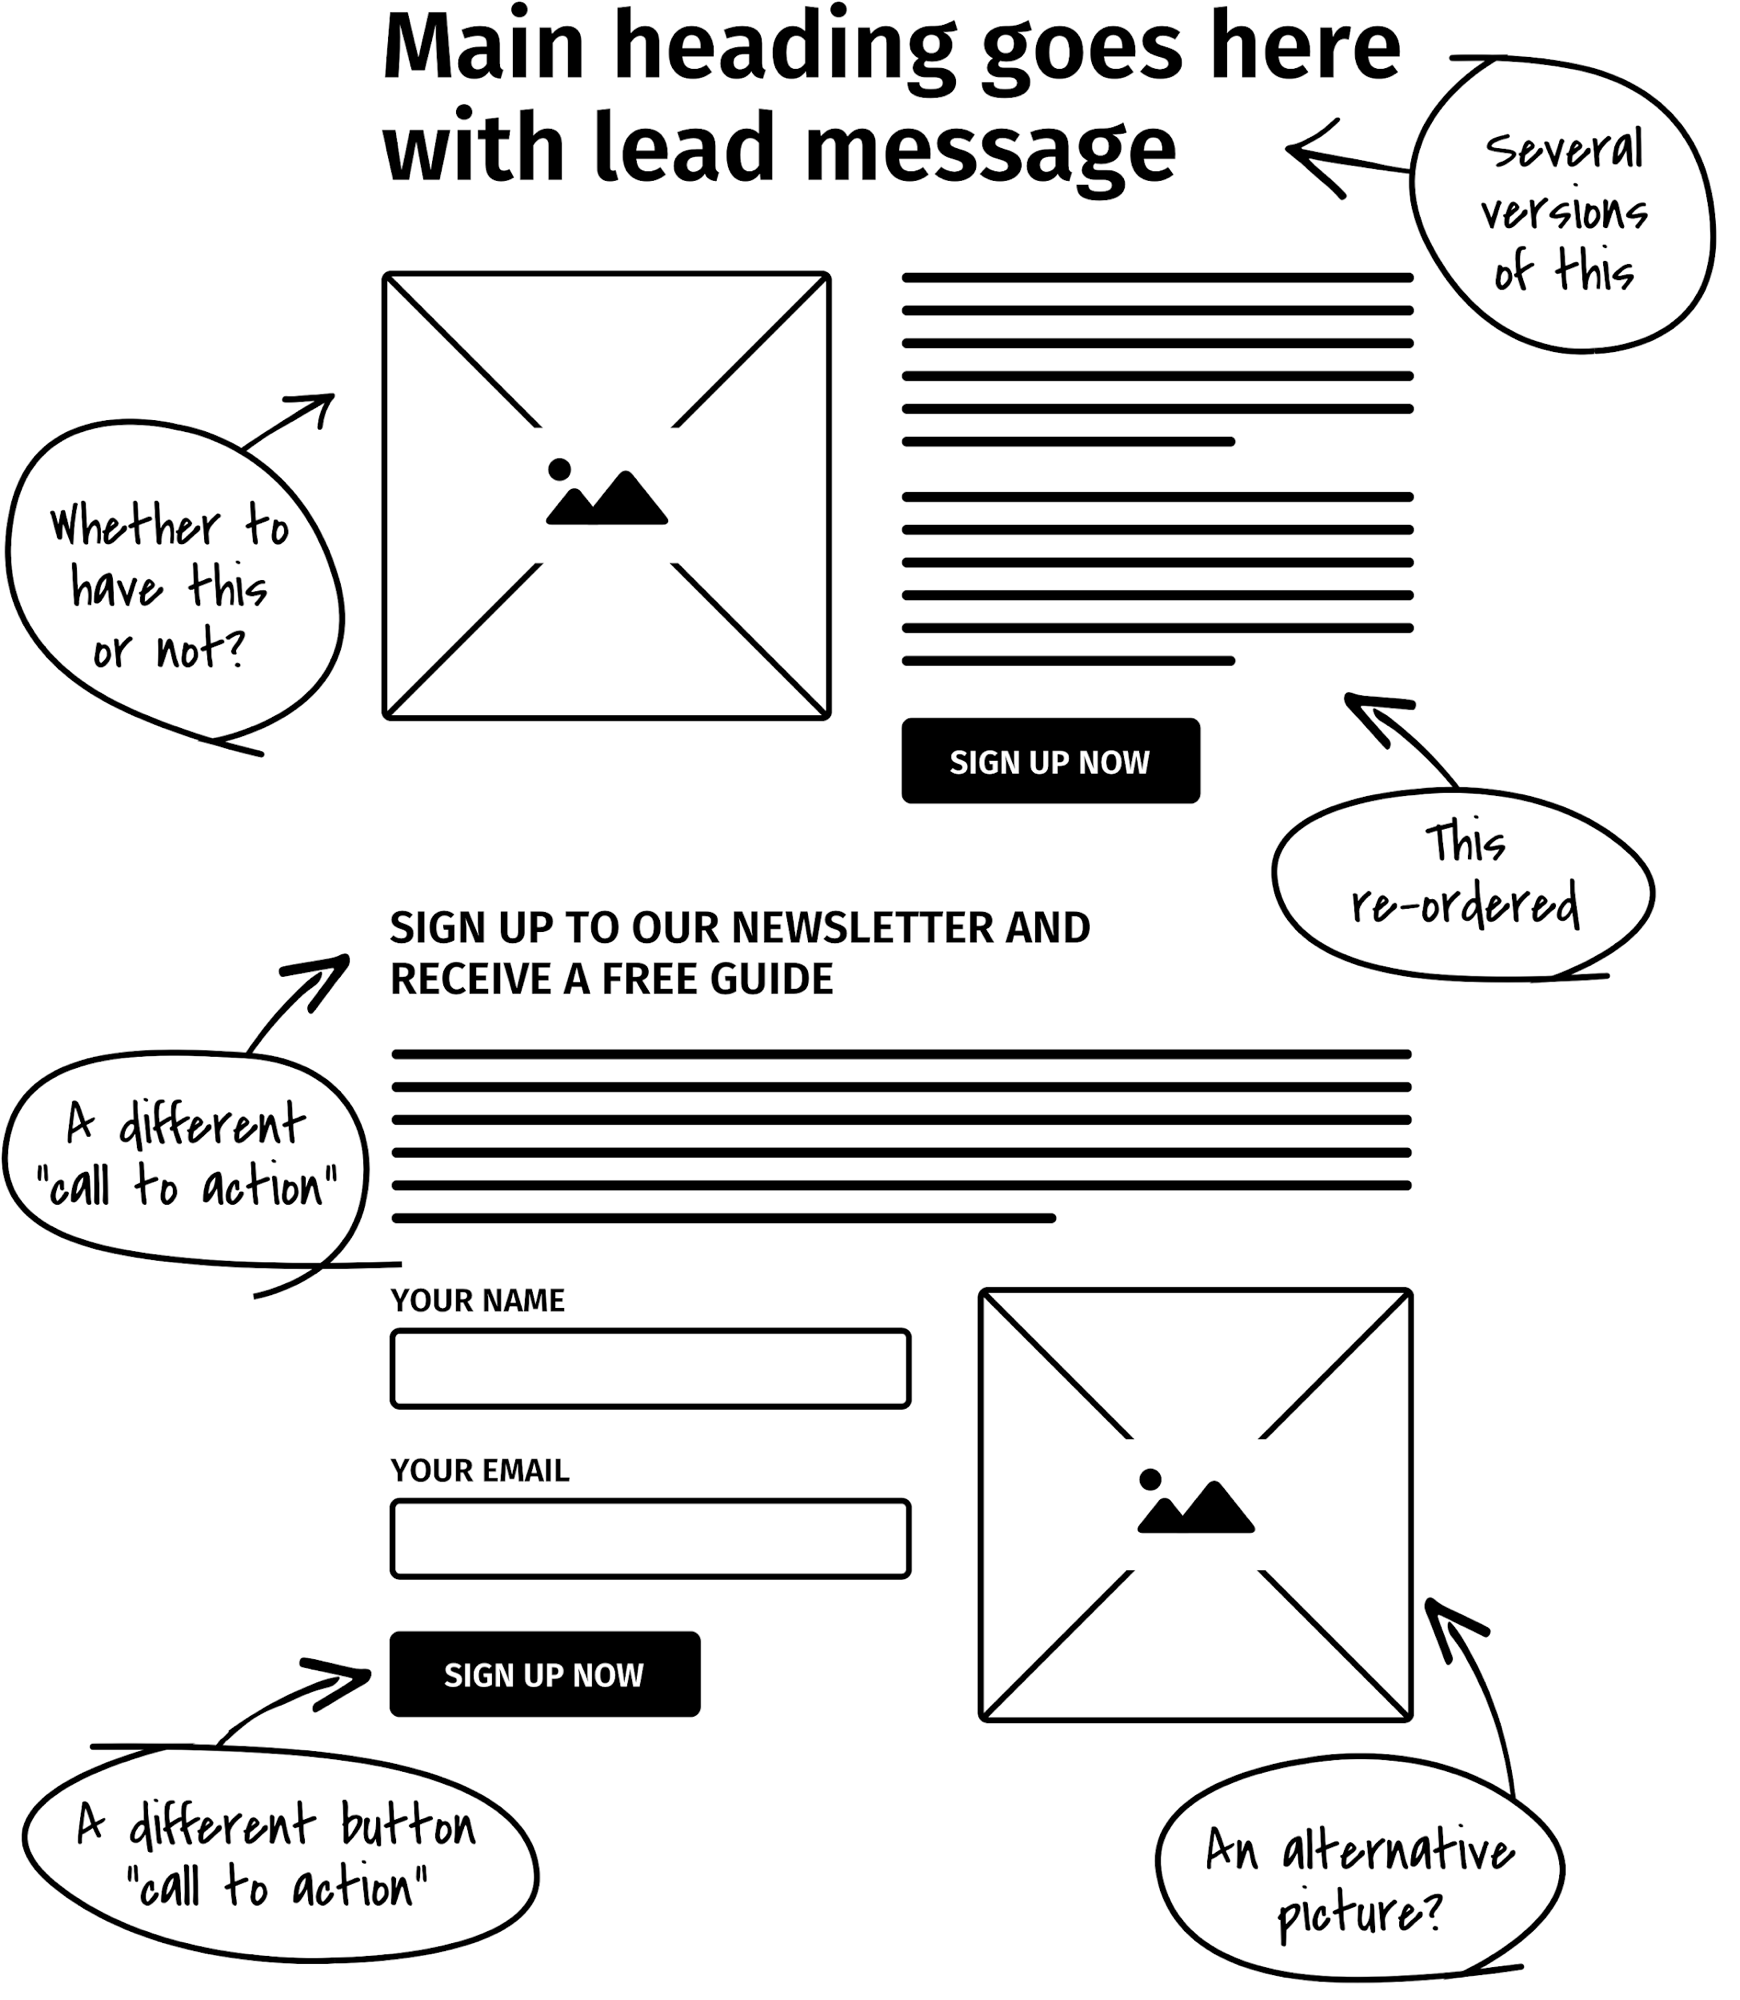 Main heading goes here
with lead message
several
versions
of this
Whether to
have this
or not?
SIGN UP NOW
This
re-ordered
SIGN UP TO OUR NEWSLETTER AND
RECEIVE A FREE GUIDE
A different
"call to action"
YOUR NAME
YOUR EMAIL
SIGN UP NOW
A different button
"call to action"
An alternative
picture?